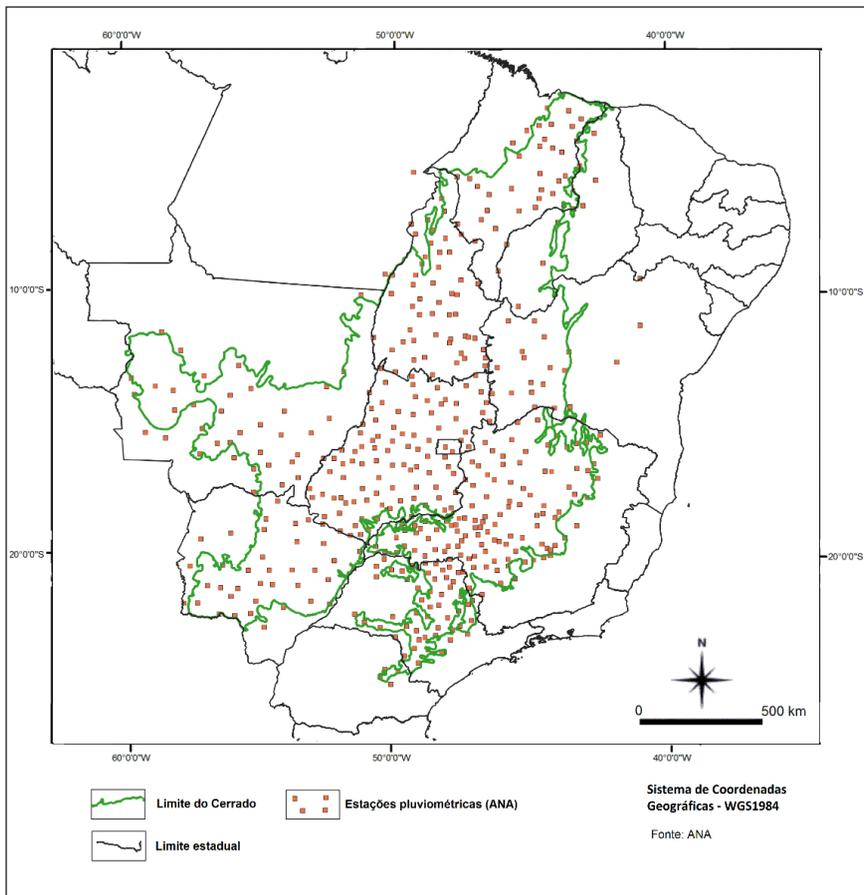 60°0'0"W 50°0'0"W 40°0'0"W
10°0'0"S 10°0'0"S
20°0'0"S 20°0'0"S
N
0 500 km
60°0'0"W 50°0'0"W 40°0'0"W
Limite do Cerrado
Estações pluviométricas (ANA)
Limite estadual
Sistema de Coordenadas
Geográficas - WGS1984
Fonte: ANA